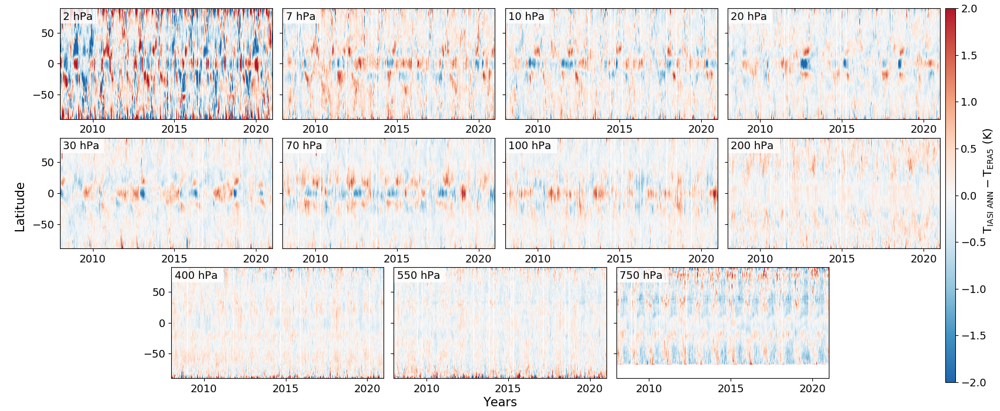 2 hPa
7 hPa
10 hPa
20 hPa
50
0
−50
2010 2015 2020
2010 2015 2020
2010 2015 2020
2010 2015 2020
30 hPa
70 hPa
100 hPa
200 hPa
50
0
−50
2010 2015 2020
2010 2015 2020
2010 2015 2020
2010 2015 2020
400 hPa
550 hPa
750 hPa
50
0
−50
2010 2015 2020
2010 2015 2020
2010 2015 2020
Latitude
Years
2.0
1.5
1.0
0.5
0.0
−0.5
−1.0
−1.5
−2.0
T_IASI ANN − T_ERA5 (K)